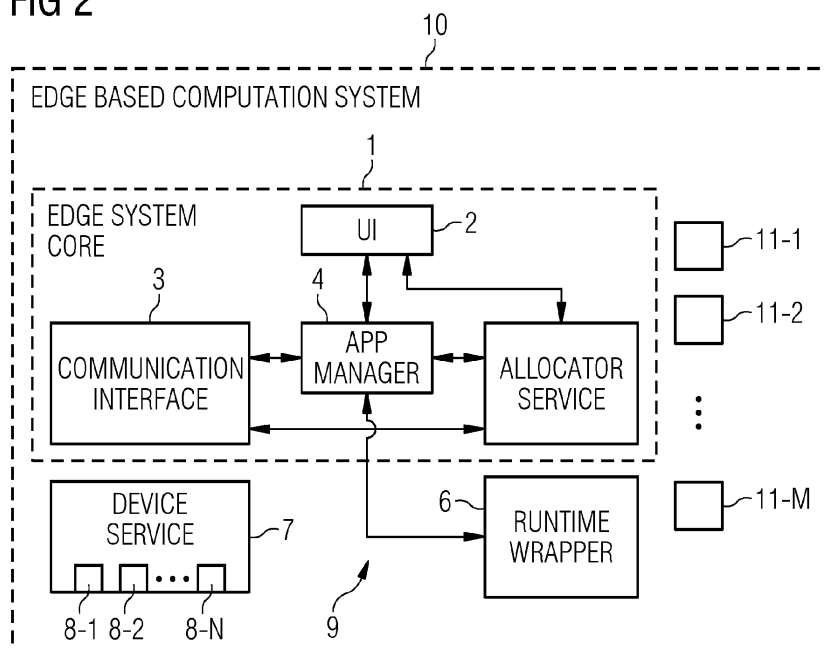 FIG 2
10
EDGE BASED COMPUTATION SYSTEM
1
EDGE SYSTEM
CORE
UI
2
11-1
3
4
11-2
COMMUNICATION
INTERFACE
APP
MANAGER
ALLOCATOR
SERVICE
DEVICE
SERVICE
7
6
RUNTIME
WRAPPER
11-M
8-1 8-2 8-N
9